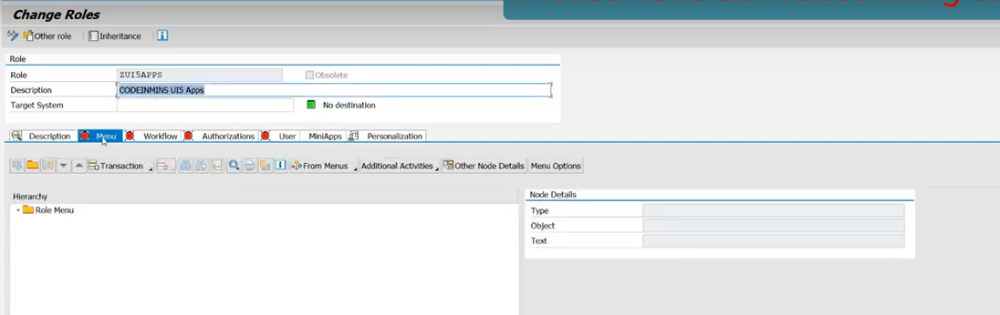 Change Roles
Other role Inheritance
Role
Role ZUI5APPS Obsolete
Description CODEINMINS UI5 Apps
Target System No destination
Description Menu Workflow Authorizations User MiniApps Personalization
Transaction From Menus Additional Activities Other Node Details Menu Options
Hierarchy Node Details
Role Menu Type
Object
Text